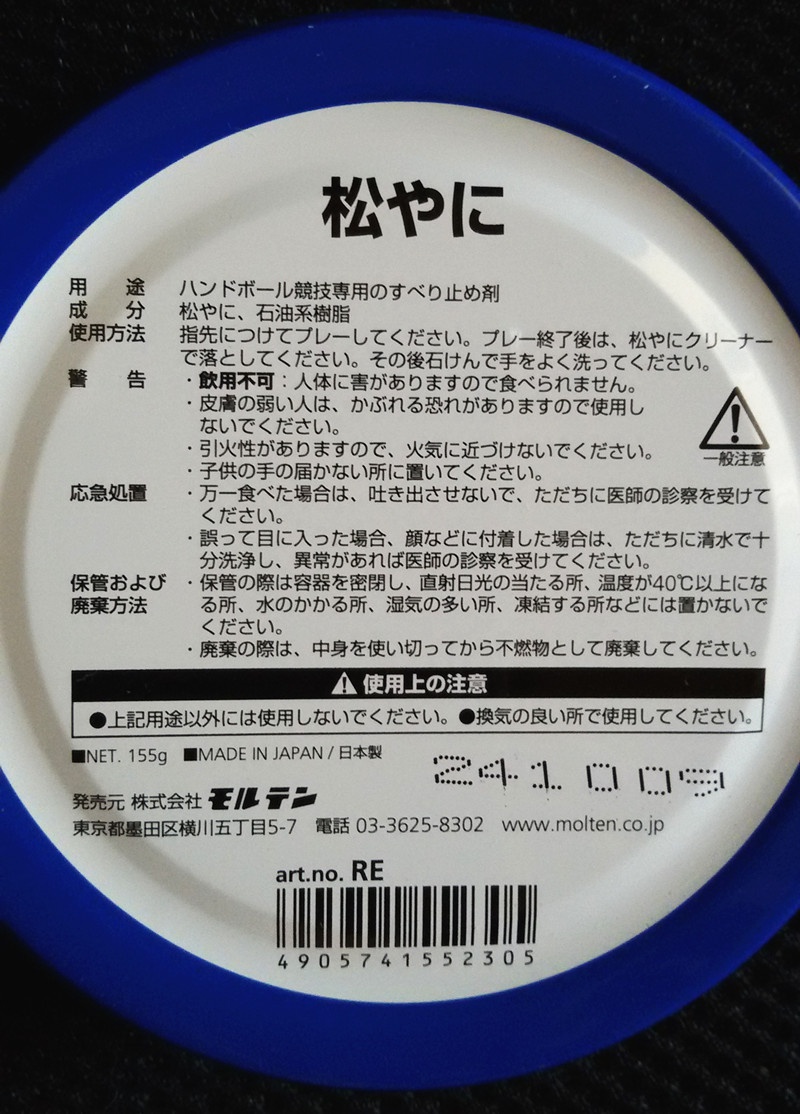 松やに
用途 ハンドボール競技専用のすべり止め剤
成分 松やに、石油系樹脂
使用方法 指先につけてプレーしてください。プレー終了後は、松やにクリーナー
で落としてください。その後石けんで手をよく洗ってください。
警告 ・飲用不可：人体に害がありますので食べられません。
・皮膚の弱い人は、かぶれる恐れがありますので使用し
ないでください。
・引火性がありますので、火気に近づけないでください。
一般注意
・子供の手の届かない所に置いてください。
応急処置 ・万一食べた場合は、吐き出させないで、ただちに医師の診察を受けて
ください。
・誤って目に入った場合、顔などに付着した場合は、ただちに清水で十
分洗浄し、異常があれば医師の診察を受けてください。
保管および ・保管の際は容器を密閉し、直射日光の当たる所、温度が40℃以上にな
廃棄方法 る所、水のかかる所、湿気の多い所、凍結する所などには置かないで
ください。
・廃棄の際は、中身を使い切ってから不燃物として廃棄してください。
⚠使用上の注意
●上記用途以外には使用しないでください。●換気の良い所で使用してください。
■NET. 155g ■MADE IN JAPAN / 日本製
241009
発売元 株式会社 モルテン
東京都墨田区横川五丁目5-7 電話 03-3625-8302 www.molten.co.jp
art.no. RE
4905741552305